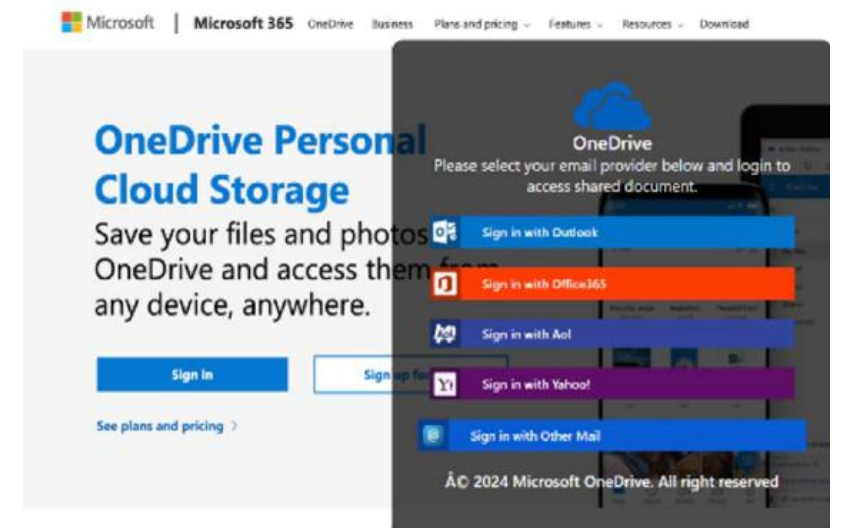 Microsoft | Microsoft 365 OneDrive Business Plans and pricing Features Resources Download
OneDrive Personal
Cloud Storage
Save your files and photos
OneDrive and access them from
any device, anywhere.
Sign in
Sign up for
See plans and pricing >
OneDrive
Please select your email provider below and login to
access shared document.
Sign in with Outlook
Sign in with Office365
Sign in with Aol
Sign in with Yahoo!
Sign in with Other Mail
Â© 2024 Microsoft OneDrive. All right reserved